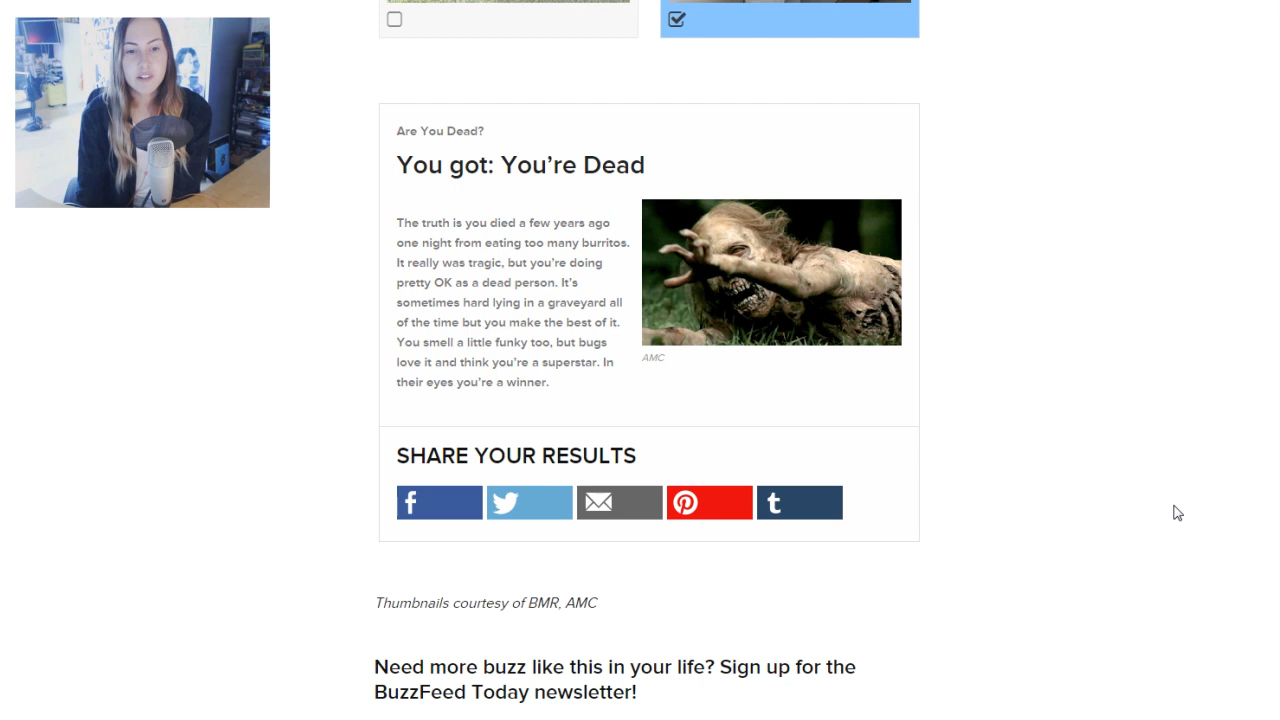 Are You Dead?
You got: You're Dead
The truth is you died a few years ago
one night from eating too many burritos.
It really was tragic, but you're doing
pretty OK as a dead person. It's
sometimes hard lying in a graveyard all
of the time but you make the best of it.
You smell a little funky too, but bugs
love it and think you're a superstar. In
their eyes you're a winner.
AMC
SHARE YOUR RESULTS
Thumbnails courtesy of BMR, AMC
Need more buzz like this in your life? Sign up for the
BuzzFeed Today newsletter!